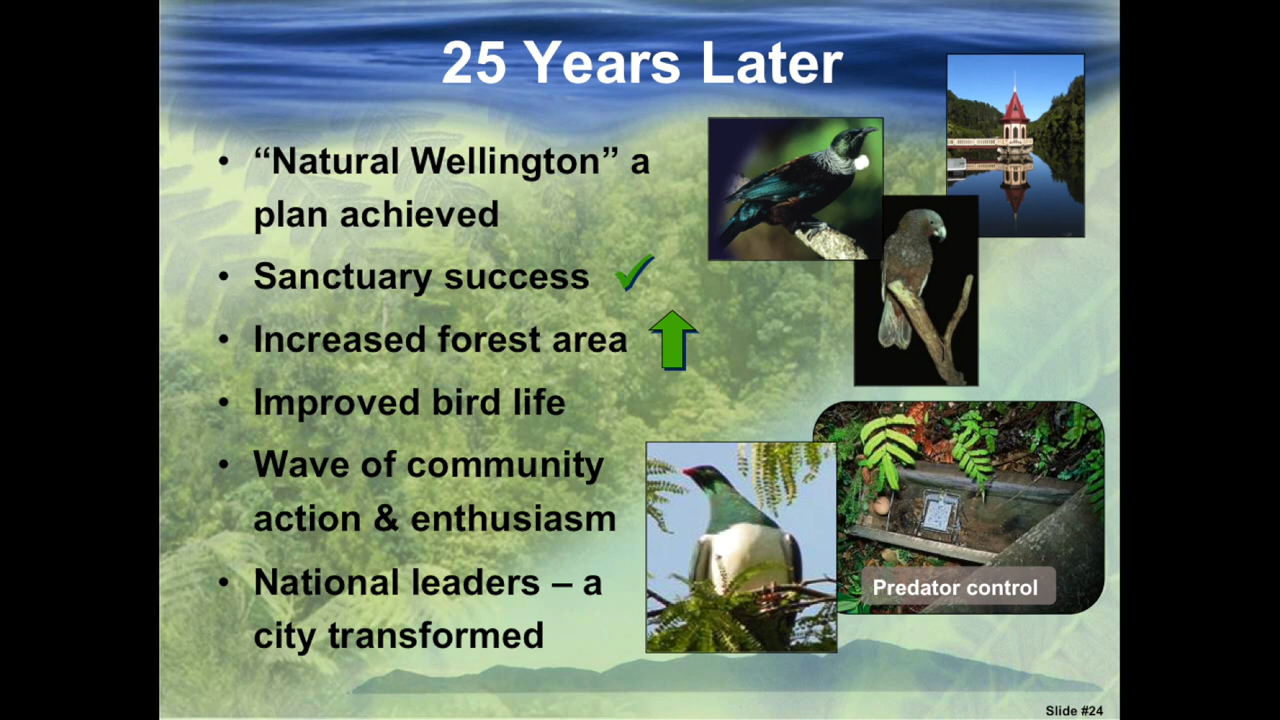 25 Years Later
• “Natural Wellington” a
plan achieved
• Sanctuary success
• Increased forest area
• Improved bird life
• Wave of community
action & enthusiasm
• National leaders – a
city transformed
Predator control
Slide #24